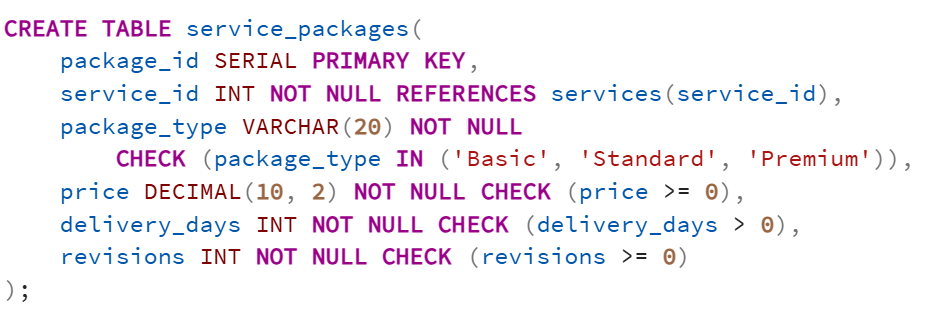 CREATE TABLE service_packages(
    package_id SERIAL PRIMARY KEY,
    service_id INT NOT NULL REFERENCES services(service_id),
    package_type VARCHAR(20) NOT NULL
        CHECK (package_type IN ('Basic', 'Standard', 'Premium')),
    price DECIMAL(10, 2) NOT NULL CHECK (price >= 0),
    delivery_days INT NOT NULL CHECK (delivery_days > 0),
    revisions INT NOT NULL CHECK (revisions >= 0)
);